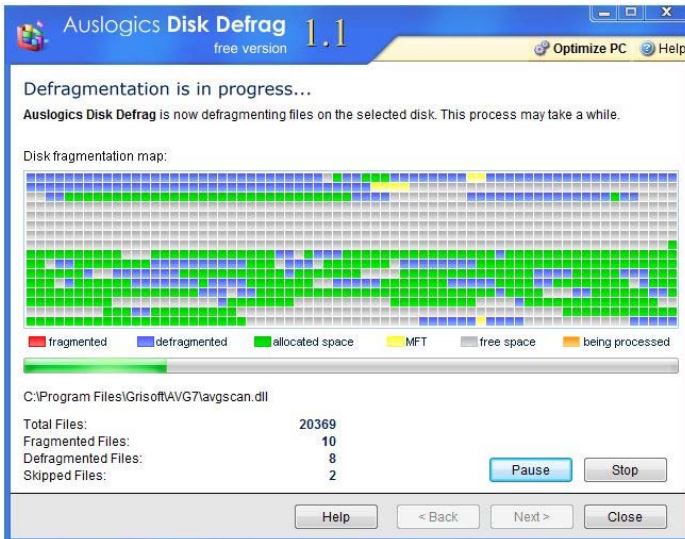 Auslogics Disk Defrag 1.1
free version
Optimize PC Help
Defragmentation is in progress...
Auslogics Disk Defrag is now defragmenting files on the selected disk. This process may take a while.
Disk fragmentation map:
fragmented defragmented allocated space MFT free space being processed
C:\Program Files\Grisoft\AVG7\avgscan.dll
Total Files: 20369
Fragmented Files: 10
Defragmented Files: 8
Skipped Files: 2
Pause Stop
Help < Back Next > Close